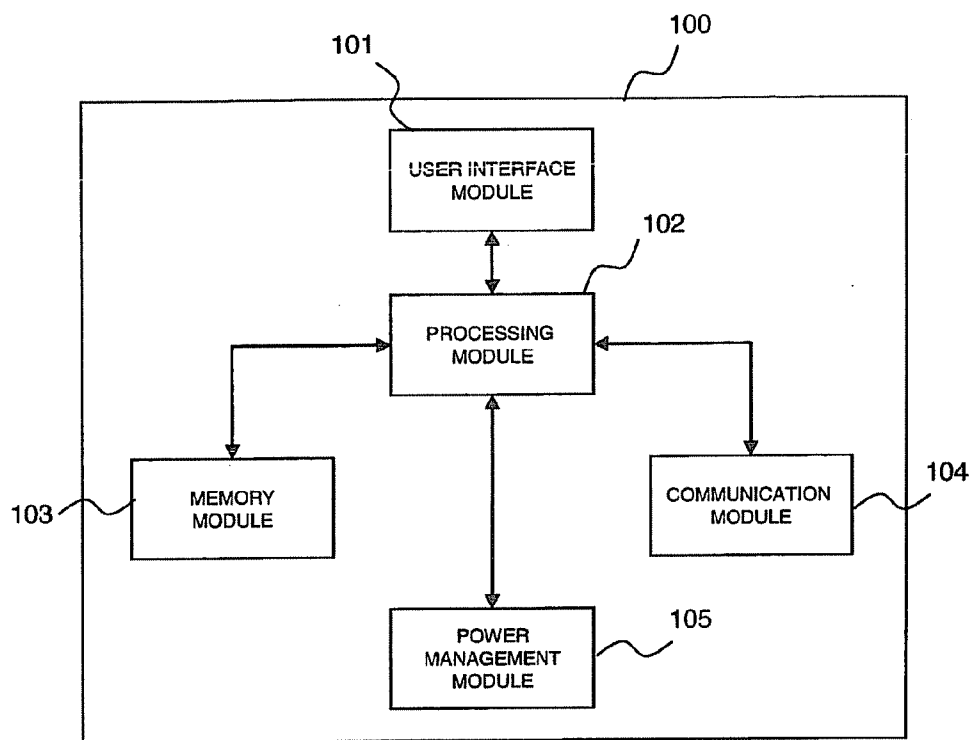 100
101
USER INTERFACE
MODULE
102
PROCESSING
MODULE
103
MEMORY
MODULE
COMMUNICATION
MODULE
104
POWER
MANAGEMENT
MODULE
105